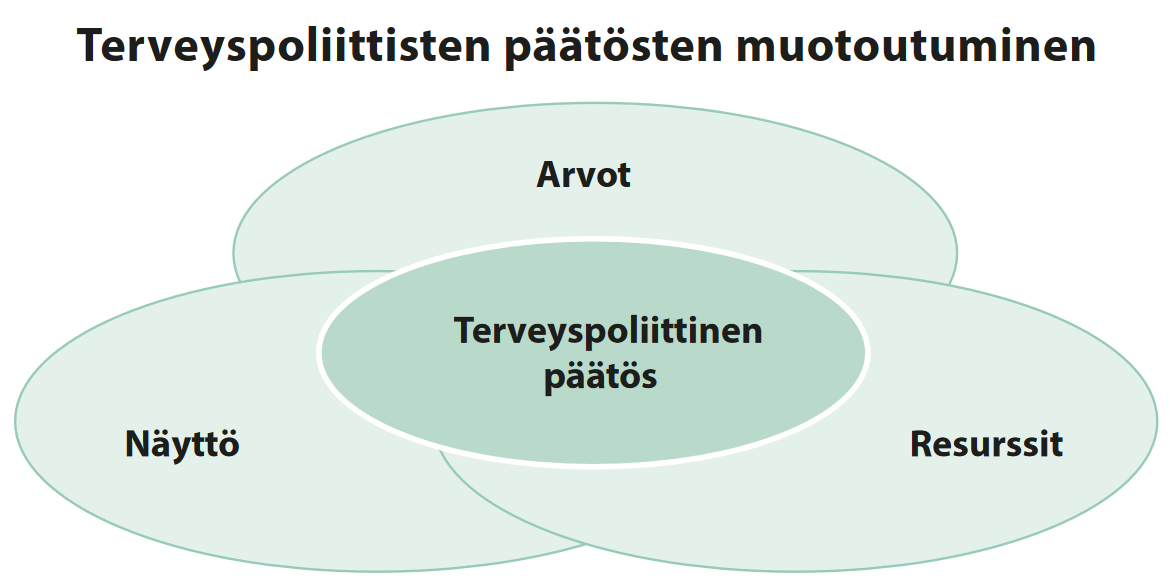 Terveyspoliittisten päätösten muotoutuminen
Arvot
Terveyspoliittinen
päätös
Näyttö
Resurssit